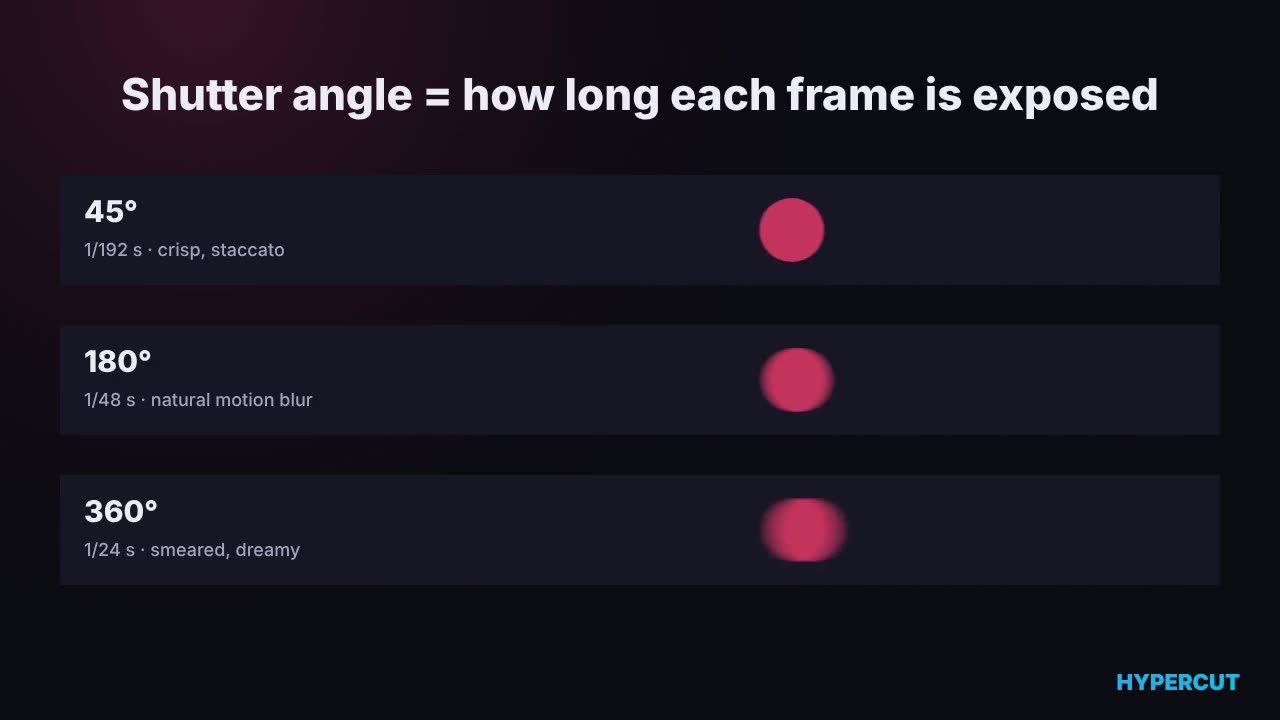 Shutter angle = how long each frame is exposed
45°
1/192 s · crisp, staccato
180°
1/48 s · natural motion blur
360°
1/24 s · smeared, dreamy
HYPERCUT